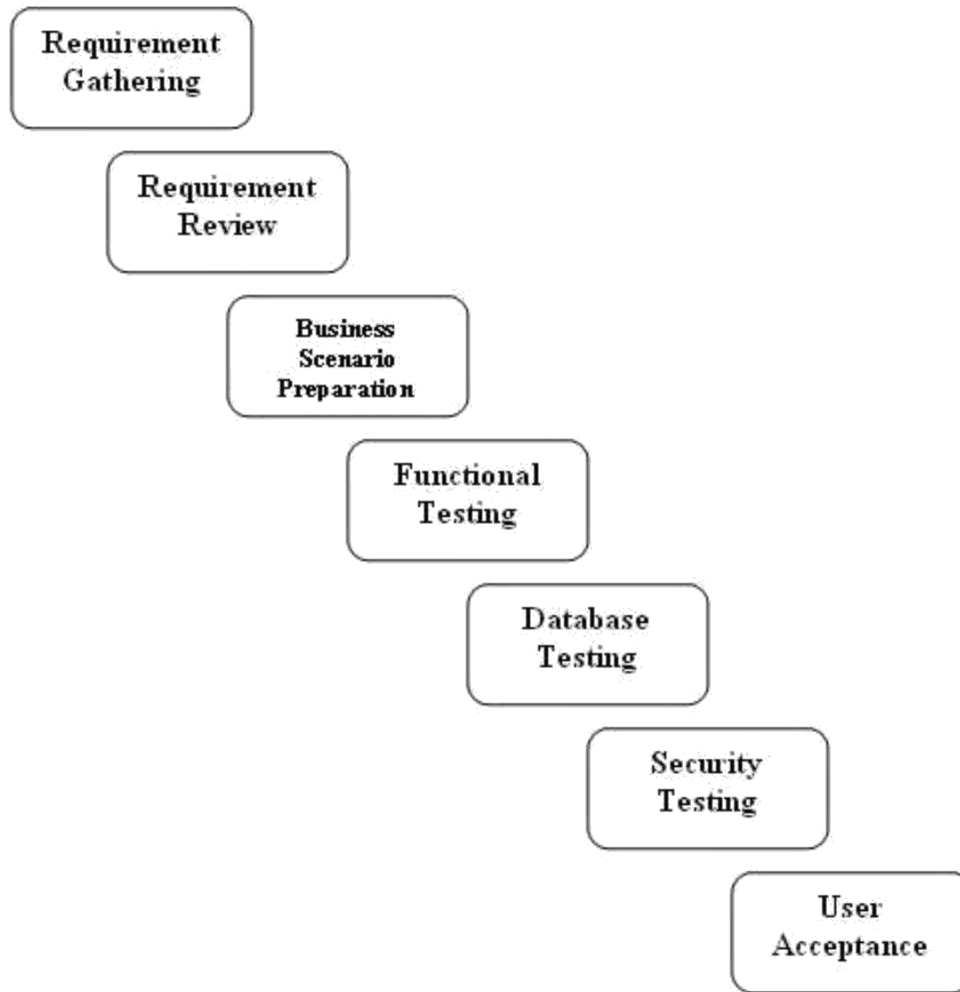 Requirement
Gathering
Requirement
Review
Business
Scenario
Preparation
Functional
Testing
Database
Testing
Security
Testing
User
Acceptance